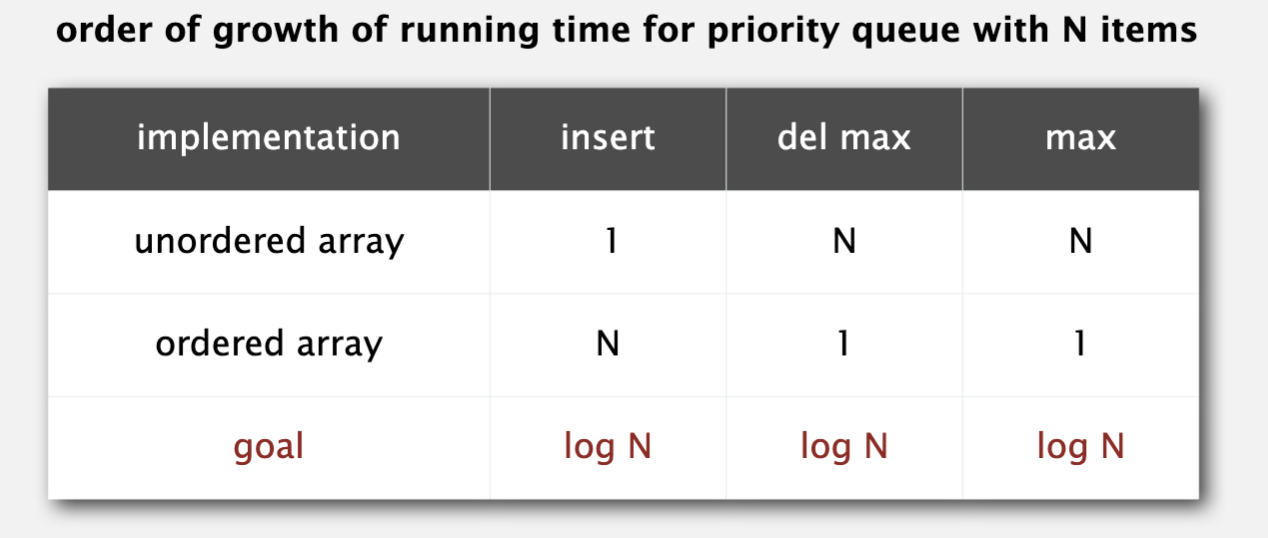 order of growth of running time for priority queue with N items
implementation insert del max max
unordered array 1 N N
ordered array N 1 1
goal log N log N log N